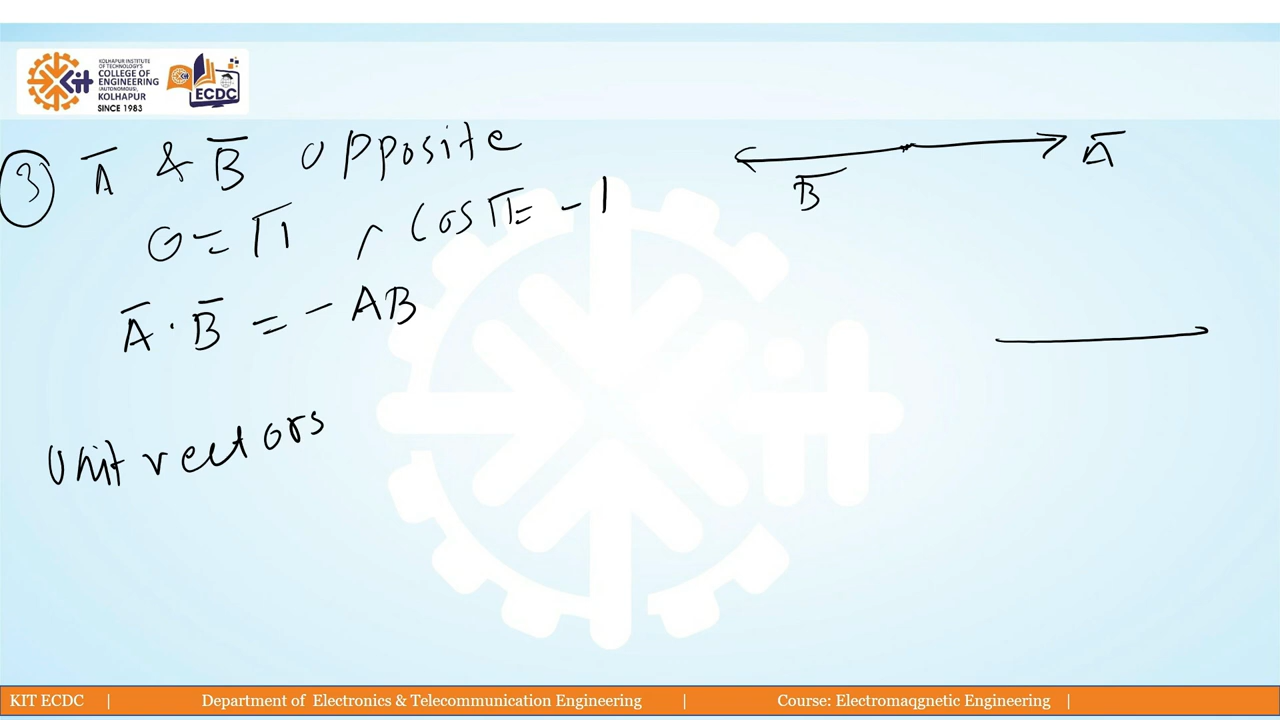 KOLHAPUR INSTITUTE
OF TECHNOLOGY'S
COLLEGE OF
ENGINEERING
(AUTONOMOUS),
KOLHAPUR
SINCE 1983
Kit
ECDC
③ A̅ & B̅ opposite
θ = π , cos π = -1
A̅ · B̅ = - AB
Unit vectors
A̅
B̅
KIT ECDC | Department of Electronics & Telecommunication Engineering | Course: Electromaqgnetic Engineering |